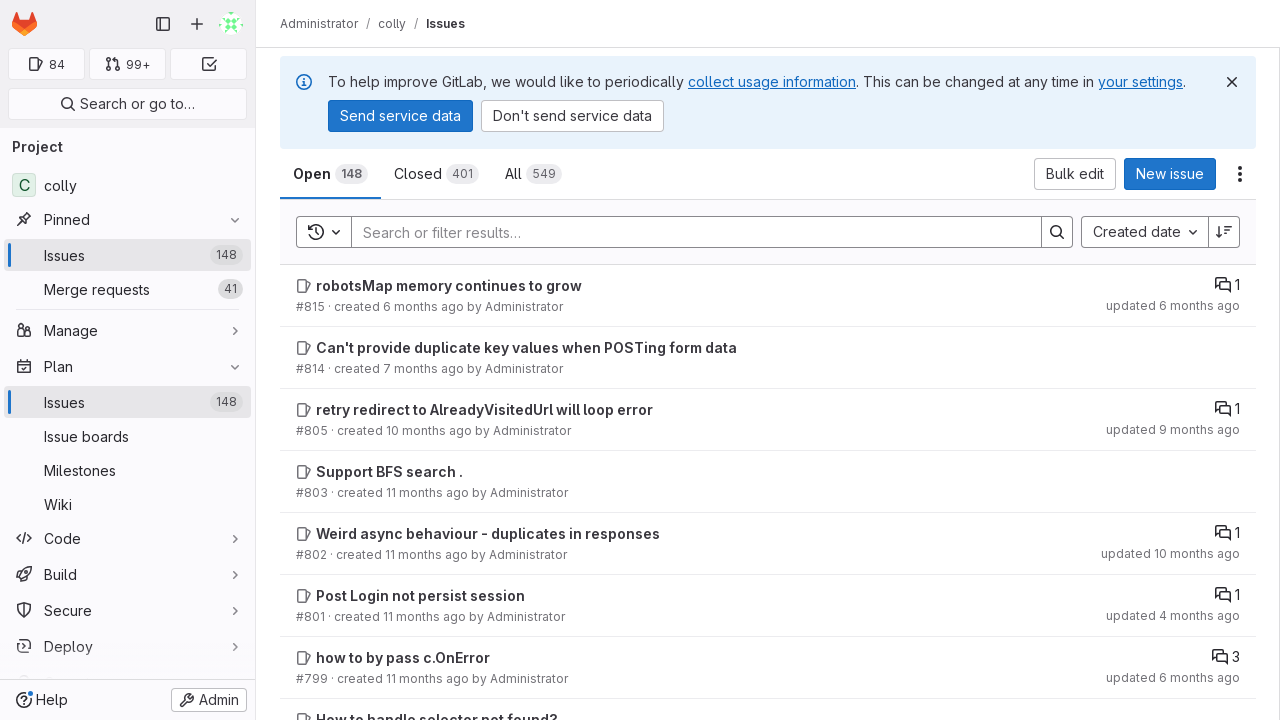 84
99+
Search or go to…
Project
C
colly
Pinned
Issues
148
Merge requests
41
Manage
Plan
Issues
148
Issue boards
Milestones
Wiki
Code
Build
Secure
Deploy
Help
Admin
Administrator / colly / Issues
To help improve GitLab, we would like to periodically collect usage information. This can be changed at any time in your settings.
Send service data
Don't send service data
Open 148
Closed 401
All 549
Bulk edit
New issue
Search or filter results…
Created date
robotsMap memory continues to grow
1
#815 · created 6 months ago by Administrator
updated 6 months ago
Can't provide duplicate key values when POSTing form data
#814 · created 7 months ago by Administrator
retry redirect to AlreadyVisitedUrl will loop error
1
#805 · created 10 months ago by Administrator
updated 9 months ago
Support BFS search .
#803 · created 11 months ago by Administrator
Weird async behaviour - duplicates in responses
1
#802 · created 11 months ago by Administrator
updated 10 months ago
Post Login not persist session
1
#801 · created 11 months ago by Administrator
updated 4 months ago
how to by pass c.OnError
3
#799 · created 11 months ago by Administrator
updated 6 months ago
How to handle selector not found?